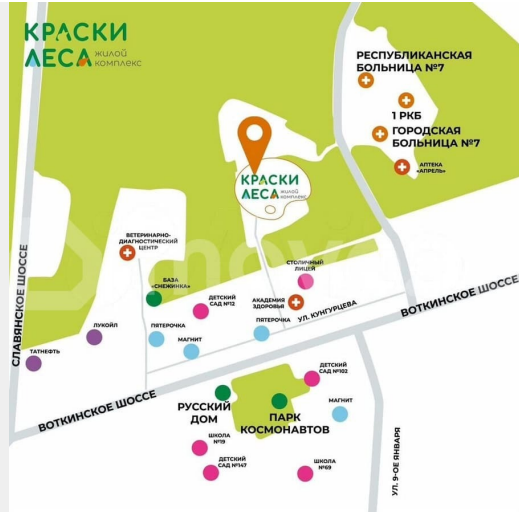 КРАСКИ
ЛЕСА жилой
комплекс
РЕСПУБЛИКАНСКАЯ
БОЛЬНИЦА №7
1 РКБ
ГОРОДСКАЯ
БОЛЬНИЦА №7
АПТЕКА
«АПРЕЛЬ»
КРАСКИ
ЛЕСА жилой
комплекс
ВЕТЕРИНАРНО-
ДИАГНОСТИЧЕСКИЙ
ЦЕНТР
СТОЛИЧНЫЙ
ЛИЦЕЙ
БАЗА
«СНЕЖИНКА»
ДЕТСКИЙ
САД №12
АКАДЕМИЯ
ЗДОРОВЬЯ
УЛ. КУНГУРЦЕВА
ВОТКИНСКОЕ ШОССЕ
СЛАВЯНСКОЕ ШОССЕ
ЛУКОЙЛ
ПЯТЕРОЧКА
ПЯТЕРОЧКА
МАГНИТ
ТАТНЕФТЬ
ДЕТСКИЙ
САД №102
ВОТКИНСКОЕ ШОССЕ
РУССКИЙ
ДОМ
ПАРК
КОСМОНАВТОВ
МАГНИТ
ШКОЛА
№19
ДЕТСКИЙ
САД №147
ШКОЛА
№69
УЛ. 9-ОЕ ЯНВАРЯ